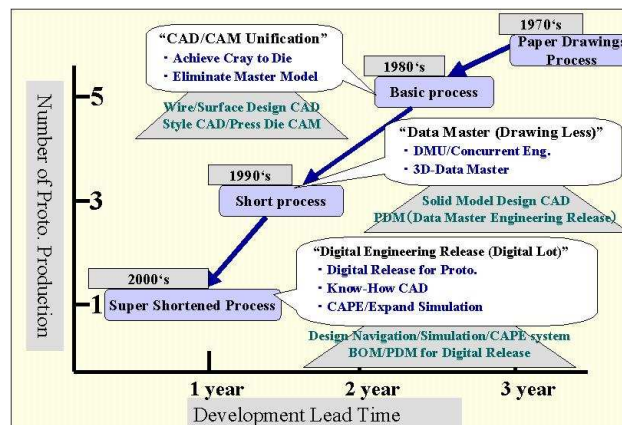 1970's
Paper Drawings
Process
"CAD/CAM Unification"
・Achieve Cray to Die
・Eliminate Master Model
1980's
Basic process
Wire/Surface Design CAD
Style CAD/Press Die CAM
"Data Master (Drawing Less)"
・DMU/Concurrent Eng.
・3D-Data Master
1990's
Short process
Solid Model Design CAD
PDM(Data Master Engineering Release)
"Digital Engineering Release (Digital Lot)"
・Digital Release for Proto.
・Know-How CAD
・CAPE/Expand Simulation
2000's
Super Shortened Process
Design Navigation/Simulation/CAPE system
BOM/PDM for Digital Release
Number of Proto. Production
5
3
1
1 year
2 year
3 year
Development Lead Time